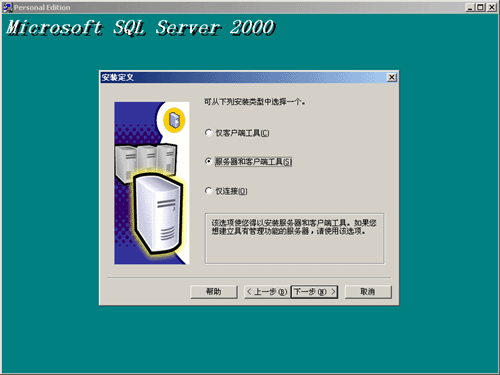 Personal Edition
Microsoft SQL Server 2000
安装定义
可从下列安装类型中选择一个。
仅客户端工具(C)
服务器和客户端工具(S)
仅连接(O)
该选项使您得以安装服务器和客户端工具。如果您
想建立具有管理功能的服务器，请使用该选项。
帮助
< 上一步(B)
下一步(N) >
取消